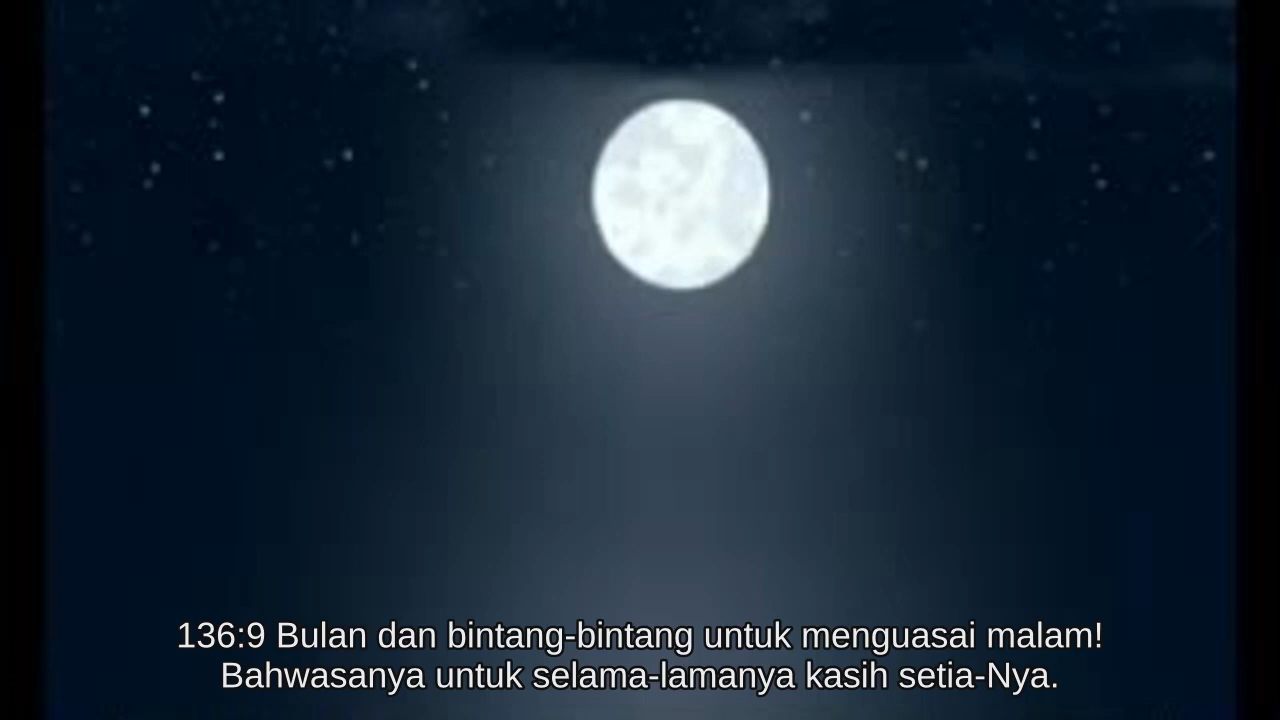 136:9 Bulan dan bintang-bintang untuk menguasai malam!
Bahwasanya untuk selama-lamanya kasih setia-Nya.